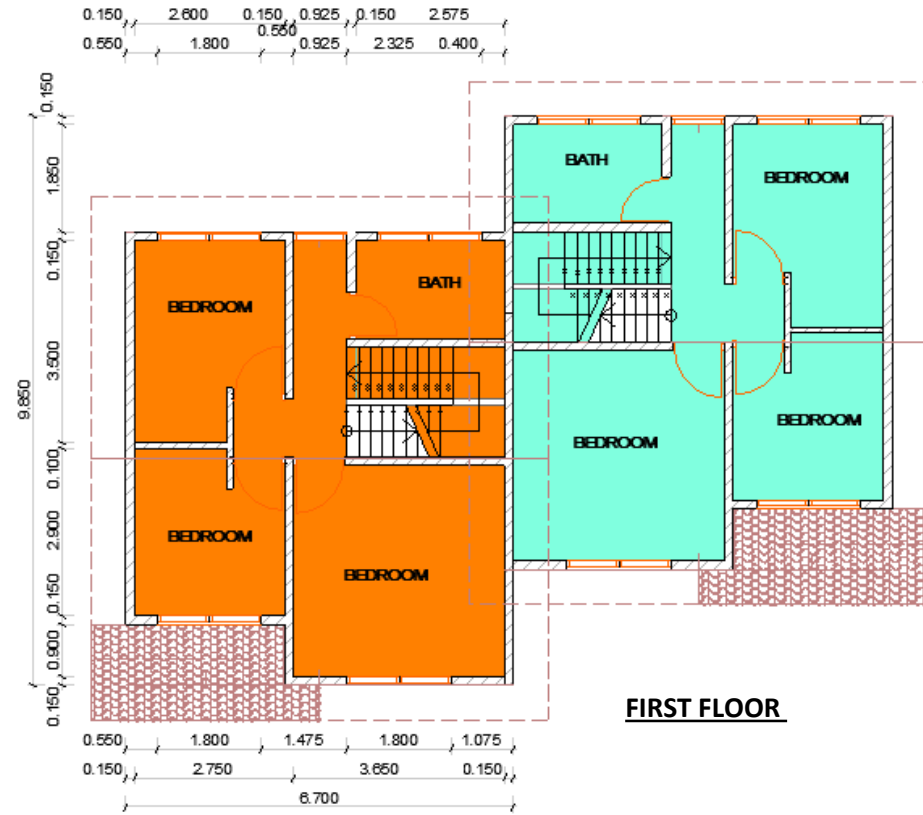 0.150 2.600 0.150 0.925 0.150 2.575
0.550
0.550 1.800 0.925 2.325 0.400
0.150
1.850
0.150
3.500
0.100
2.900
0.150
0.900
0.150
9.850
BATH
BEDROOM
BEDROOM
BATH
BEDROOM
BEDROOM
BEDROOM
BEDROOM
FIRST FLOOR
0.550 1.800 1.475 1.800 1.075
0.150 2.750 3.650 0.150
6.700